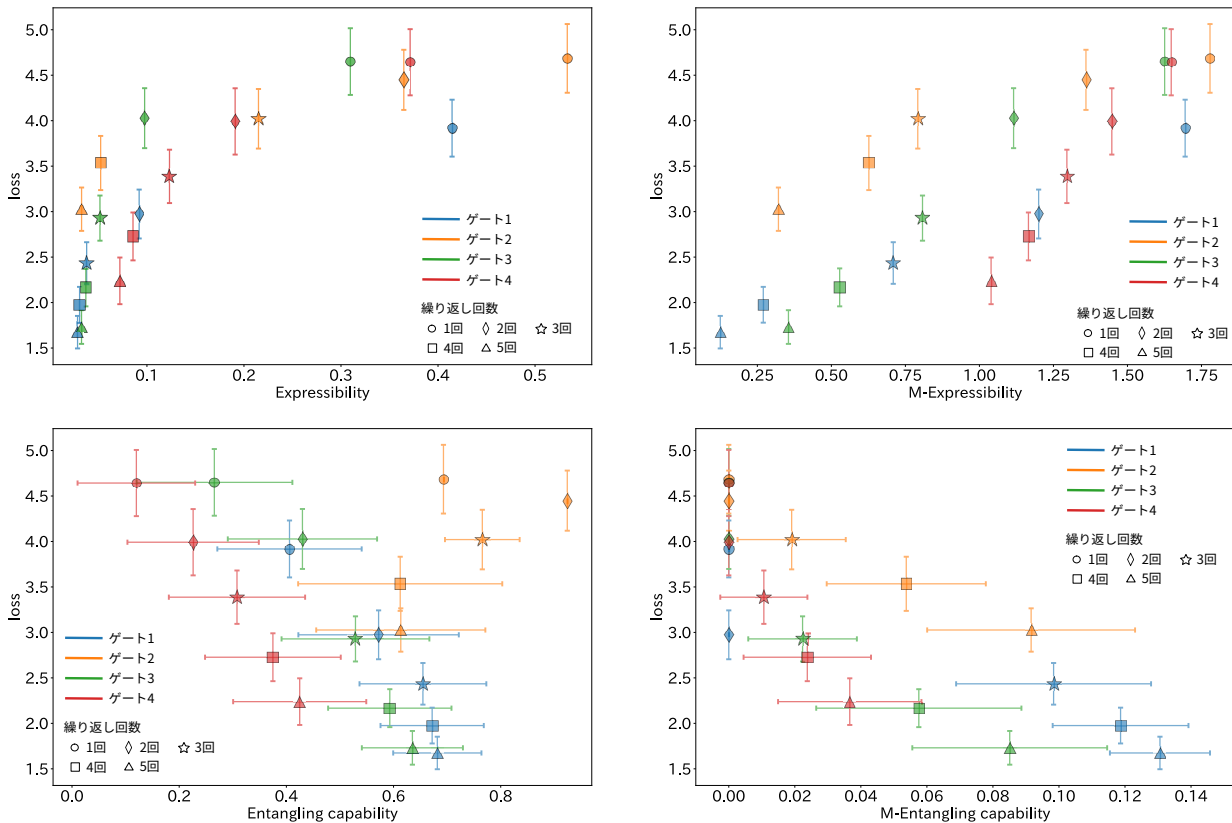 5.0
4.5
4.0
3.5
3.0
2.5
2.0
1.5
loss
ゲート1
ゲート2
ゲート3
ゲート4
繰り返し回数
1回 2回 3回
4回 5回
0.1 0.2 0.3 0.4 0.5
Expressibility
5.0
4.5
4.0
3.5
3.0
2.5
2.0
1.5
loss
ゲート1
ゲート2
ゲート3
ゲート4
繰り返し回数
1回 2回 3回
4回 5回
0.25 0.50 0.75 1.00 1.25 1.50 1.75
M-Expressibility
5.0
4.5
4.0
3.5
3.0
2.5
2.0
1.5
loss
ゲート1
ゲート2
ゲート3
ゲート4
繰り返し回数
1回 2回 3回
4回 5回
0.0 0.2 0.4 0.6 0.8
Entangling capability
5.0
4.5
4.0
3.5
3.0
2.5
2.0
1.5
loss
ゲート1
ゲート2
ゲート3
ゲート4
繰り返し回数
1回 2回 3回
4回 5回
0.00 0.02 0.04 0.06 0.08 0.10 0.12 0.14
M-Entangling capability